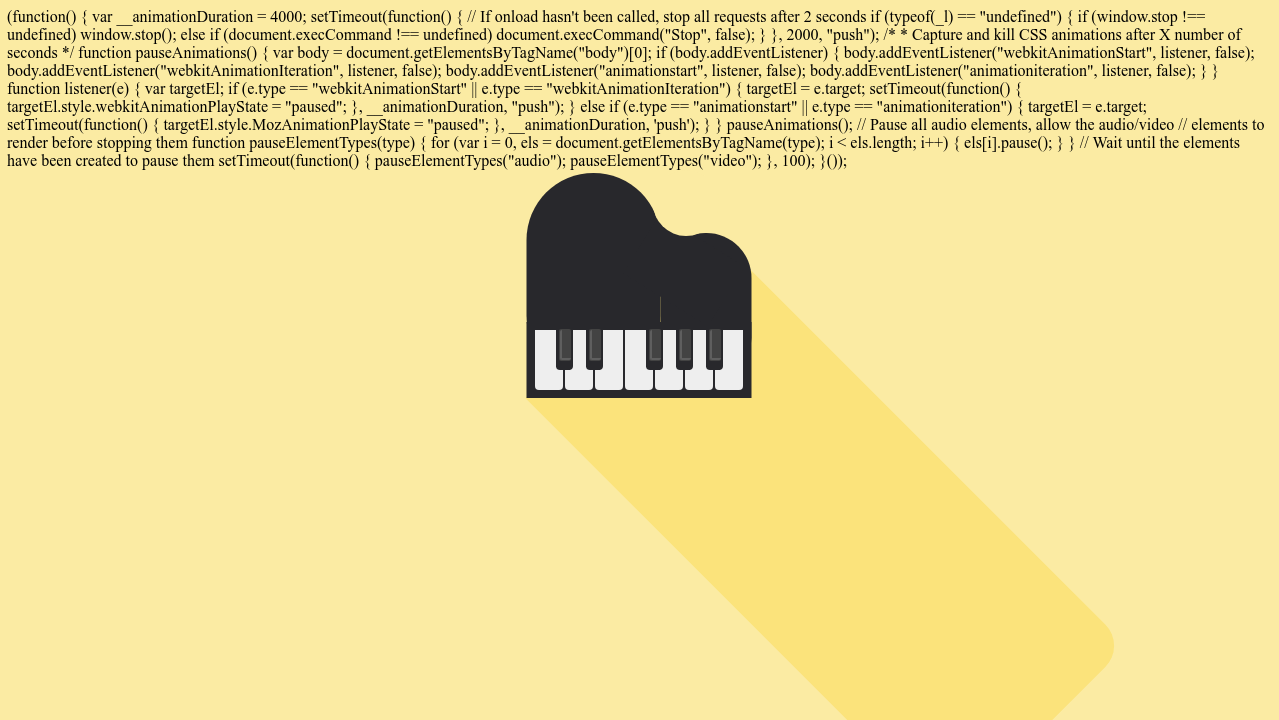 (function() { var __animationDuration = 4000; setTimeout(function() { // If onload hasn't been called, stop all requests after 2 seconds if (typeof(_l) == "undefined") { if (window.stop !==
undefined) window.stop(); else if (document.execCommand !== undefined) document.execCommand("Stop", false); } }, 2000, "push"); /* * Capture and kill CSS animations after X number of
seconds */ function pauseAnimations() { var body = document.getElementsByTagName("body")[0]; if (body.addEventListener) { body.addEventListener("webkitAnimationStart", listener, false);
body.addEventListener("webkitAnimationIteration", listener, false); body.addEventListener("animationstart", listener, false); body.addEventListener("animationiteration", listener, false); } }
function listener(e) { var targetEl; if (e.type == "webkitAnimationStart" || e.type == "webkitAnimationIteration") { targetEl = e.target; setTimeout(function() {
targetEl.style.webkitAnimationPlayState = "paused"; }, __animationDuration, "push"); } else if (e.type == "animationstart" || e.type == "animationiteration") { targetEl = e.target;
setTimeout(function() { targetEl.style.MozAnimationPlayState = "paused"; }, __animationDuration, 'push'); } } pauseAnimations(); // Pause all audio elements, allow the audio/video // elements to
render before stopping them function pauseElementTypes(type) { for (var i = 0, els = document.getElementsByTagName(type); i < els.length; i++) { els[i].pause(); } } // Wait until the elements
have been created to pause them setTimeout(function() { pauseElementTypes("audio"); pauseElementTypes("video"); }, 100); }());